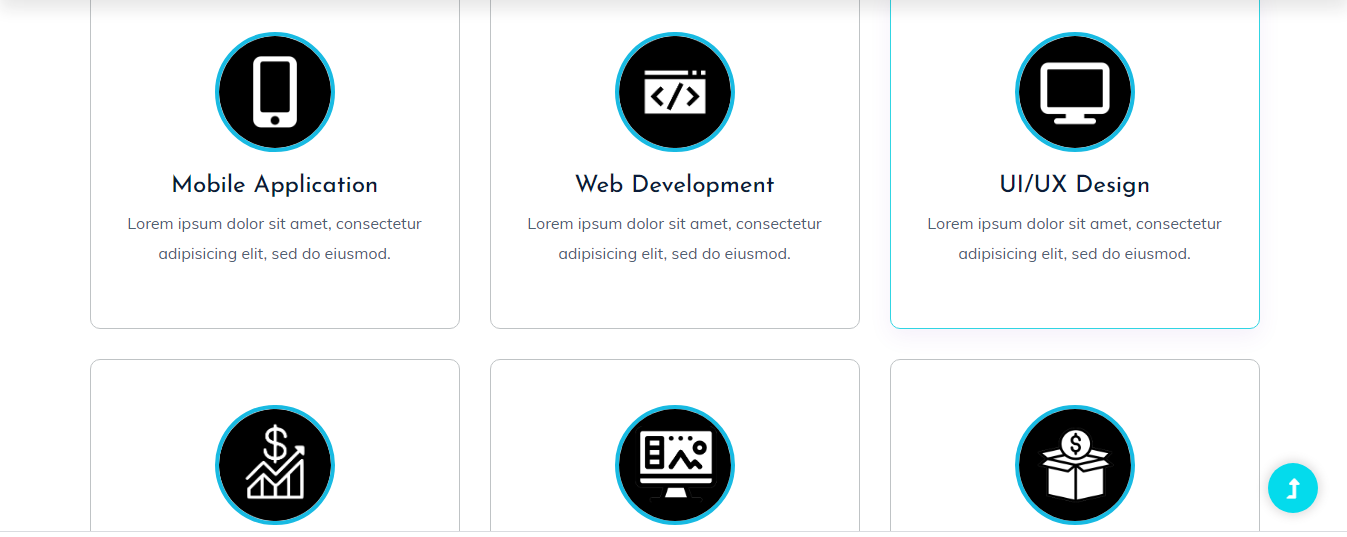 Mobile Application
Lorem ipsum dolor sit amet, consectetur
adipisicing elit, sed do eiusmod.
Web Development
Lorem ipsum dolor sit amet, consectetur
adipisicing elit, sed do eiusmod.
UI/UX Design
Lorem ipsum dolor sit amet, consectetur
adipisicing elit, sed do eiusmod.